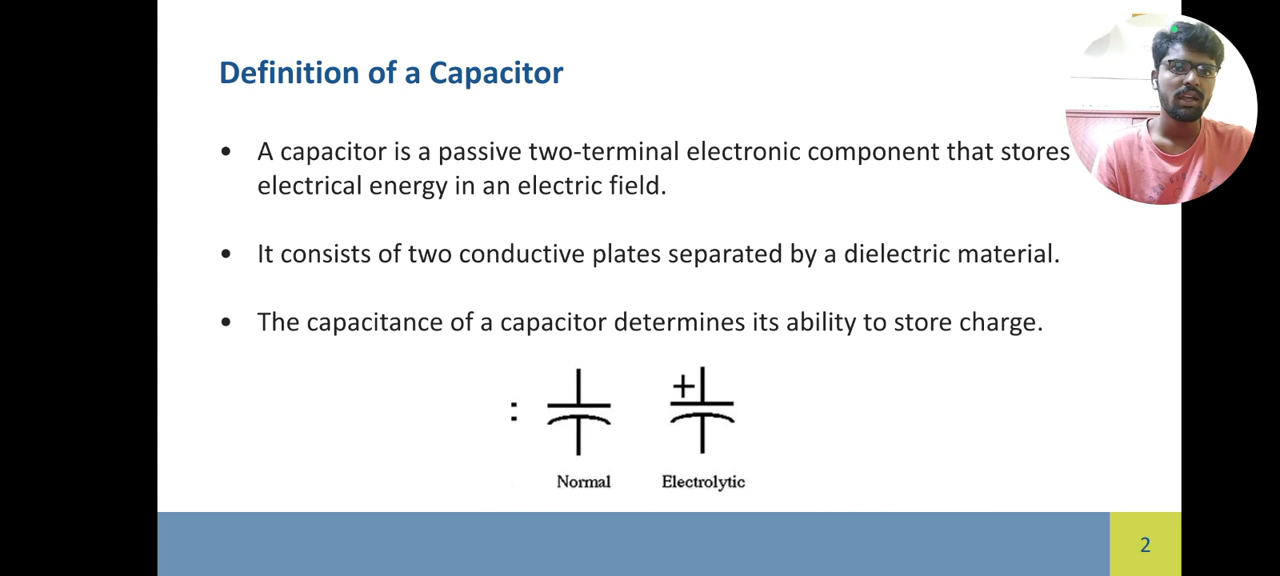 Definition of a Capacitor
• A capacitor is a passive two-terminal electronic component that stores
electrical energy in an electric field.
• It consists of two conductive plates separated by a dielectric material.
• The capacitance of a capacitor determines its ability to store charge.
: +
Normal Electrolytic
2